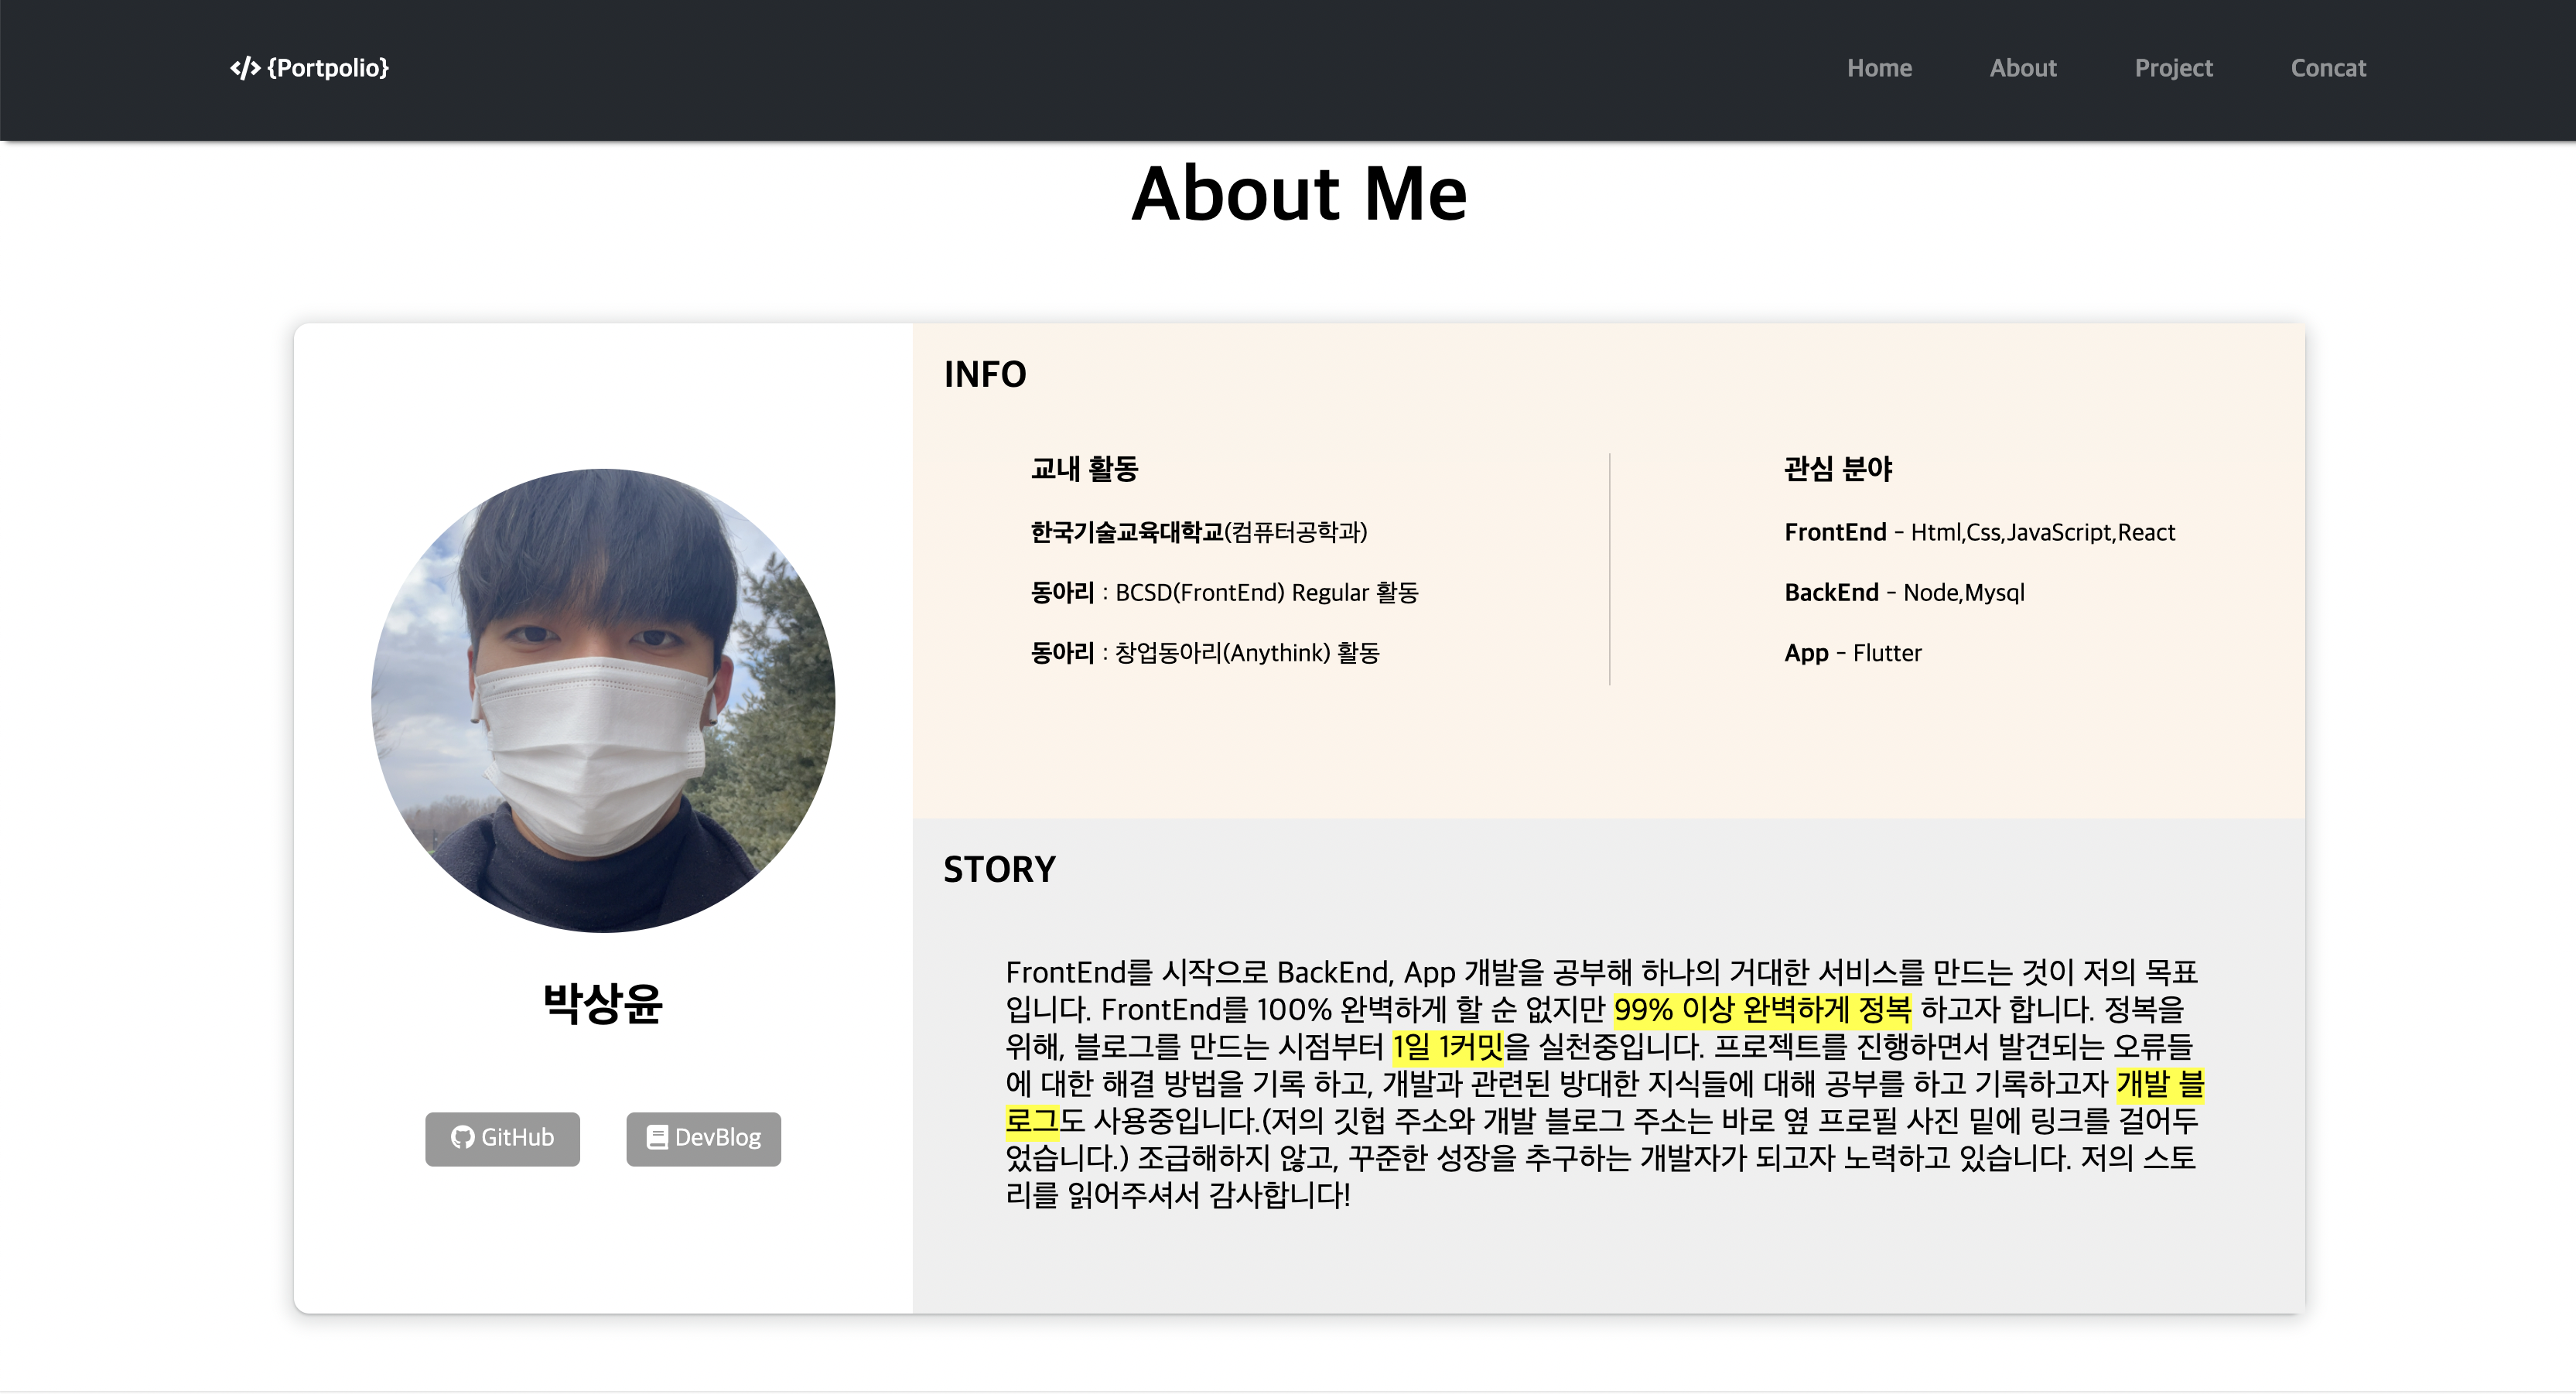 {Portpolio}
Home About Project Concat
About Me
박상윤
GitHub DevBlog
INFO
교내 활동
한국기술교육대학교(컴퓨터공학과)
동아리 : BCSD(FrontEnd) Regular 활동
동아리 : 창업동아리(Anythink) 활동
관심 분야
FrontEnd - Html,Css,JavaScript,React
BackEnd - Node,Mysql
App - Flutter
STORY
FrontEnd를 시작으로 BackEnd, App 개발을 공부해 하나의 거대한 서비스를 만드는 것이 저의 목표
입니다. FrontEnd를 100% 완벽하게 할 순 없지만 99% 이상 완벽하게 정복 하고자 합니다. 정복을
위해, 블로그를 만드는 시점부터 1일 1커밋을 실천중입니다. 프로젝트를 진행하면서 발견되는 오류들
에 대한 해결 방법을 기록 하고, 개발과 관련된 방대한 지식들에 대해 공부를 하고 기록하고자 개발 블
로그도 사용중입니다.(저의 깃헙 주소와 개발 블로그 주소는 바로 옆 프로필 사진 밑에 링크를 걸어두
었습니다.) 조급해하지 않고, 꾸준한 성장을 추구하는 개발자가 되고자 노력하고 있습니다. 저의 스토
리를 읽어주셔서 감사합니다!